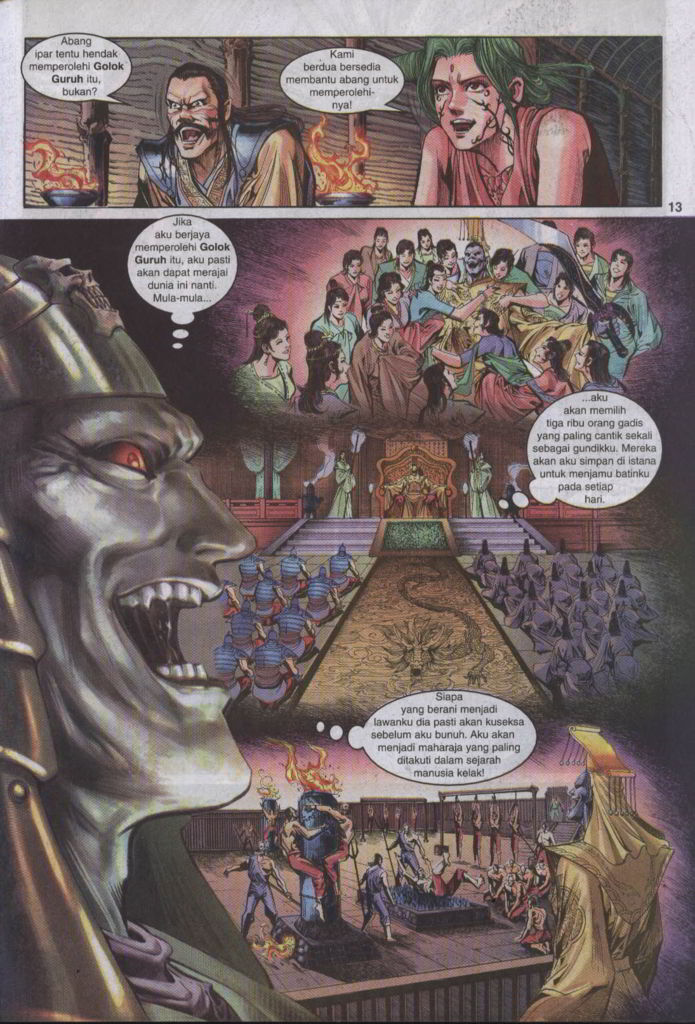 Abang
ipar tentu hendak
memperolehi Golok
Guruh itu,
bukan?
Kami
berdua bersedia
membantu abang untuk
memperolehi-
nya!
13
Jika
aku berjaya
memperolehi Golok
Guruh itu, aku pasti
akan dapat merajai
dunia ini nanti.
Mula-mula...
...aku
akan memilih
tiga ribu orang gadis
yang paling cantik sekali
sebagai gundikku. Mereka
akan aku simpan di istana
untuk menjamu batinku
pada setiap
hari.
Siapa
yang berani menjadi
lawanku dia pasti akan kuseksa
sebelum aku bunuh. Aku akan
menjadi maharaja yang paling
ditakuti dalam sejarah
manusia kelak!